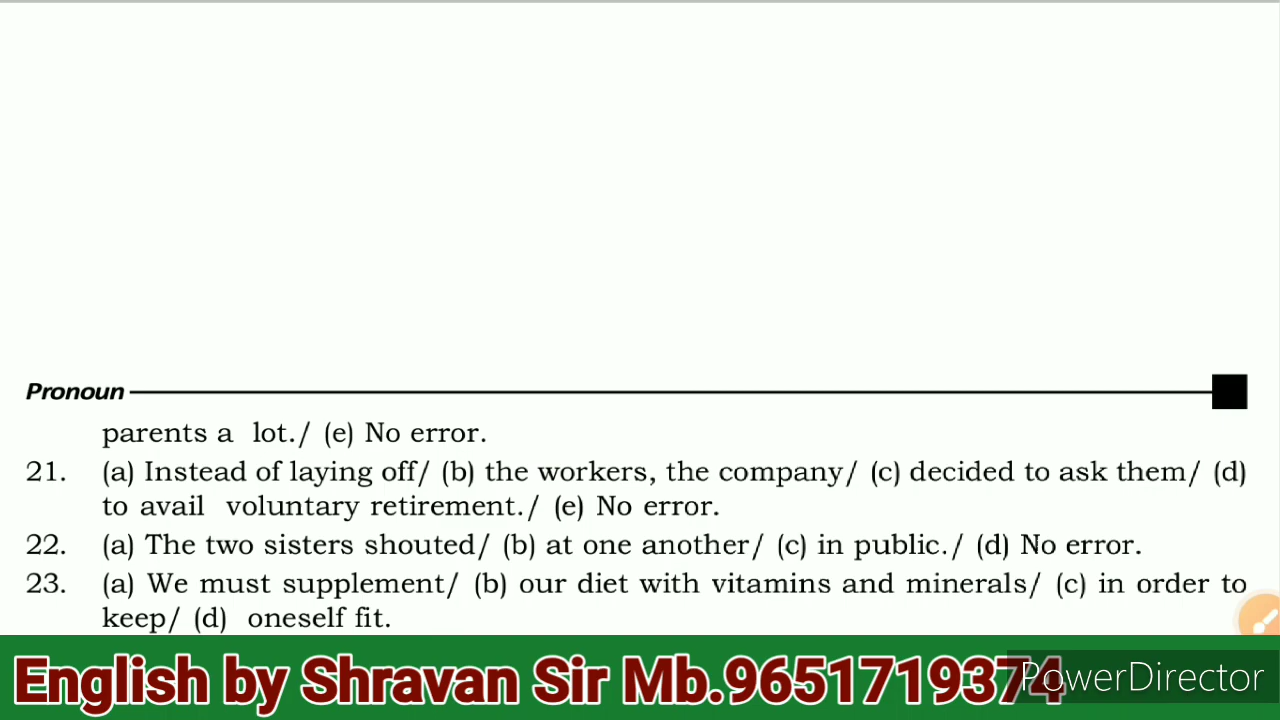 Pronoun
parents a lot./ (e) No error.
21. (a) Instead of laying off/ (b) the workers, the company/ (c) decided to ask them/ (d)
to avail voluntary retirement./ (e) No error.
22. (a) The two sisters shouted/ (b) at one another/ (c) in public./ (d) No error.
23. (a) We must supplement/ (b) our diet with vitamins and minerals/ (c) in order to
keep/ (d) oneself fit.
English by Shravan Sir Mb.9651719374
PowerDirector